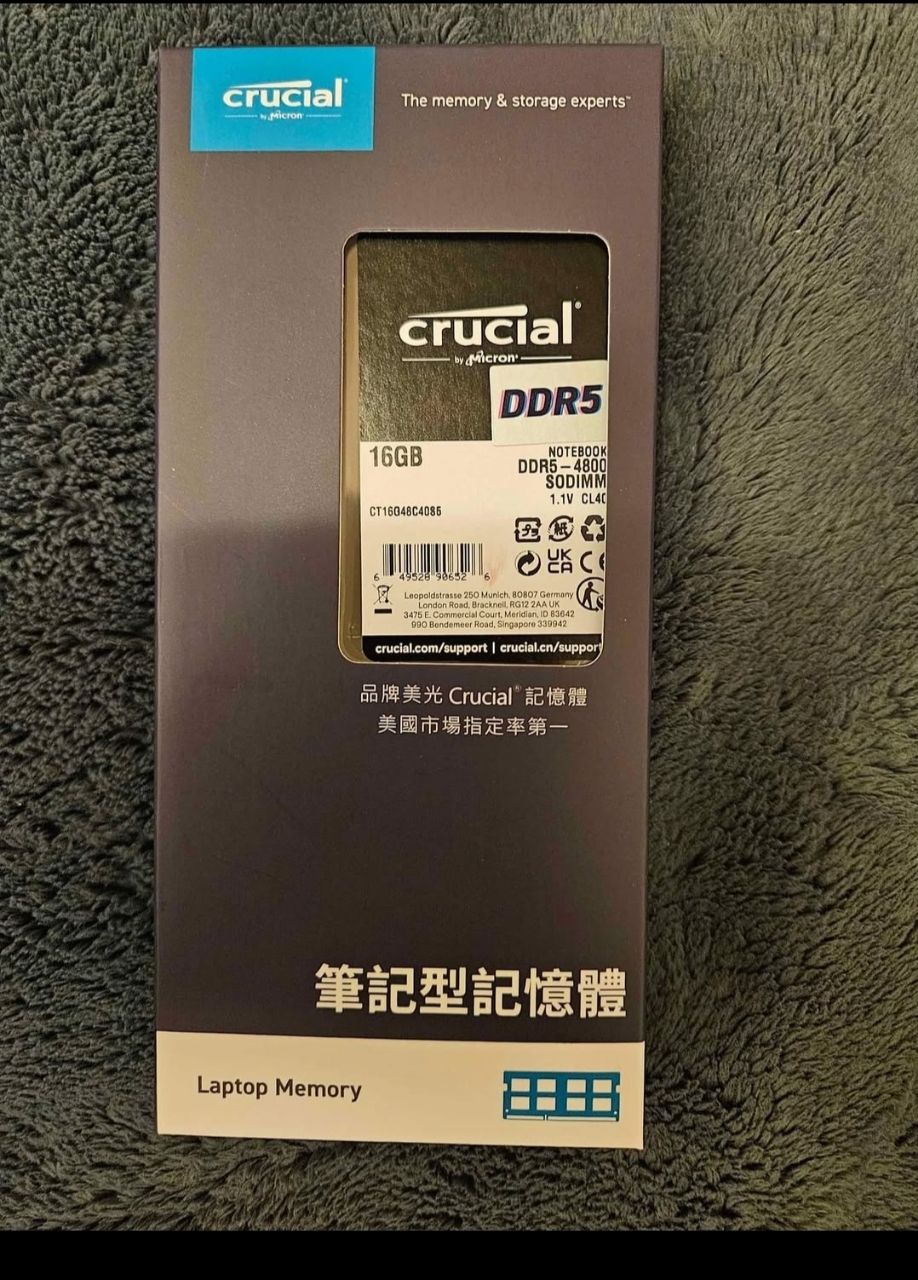 crucial
by Micron
The memory & storage experts™
crucial®
by Micron®
DDR5
16GB
NOTEBOOK
DDR5-4800
SODIMM
1.1V CL40
CT16G48C40S5
6 49528 90652 6
UK
CA
CE
Leopoldstrasse 250 Munich, 80807 Germany
London Road, Bracknell, RG12 2AA UK
3475 E. Commercial Court, Meridian, ID 83642
990 Bendemeer Road, Singapore 339942
crucial.com/support | crucial.cn/support
品牌美光 Crucial® 記憶體
美國市場指定率第一
筆記型記憶體
Laptop Memory